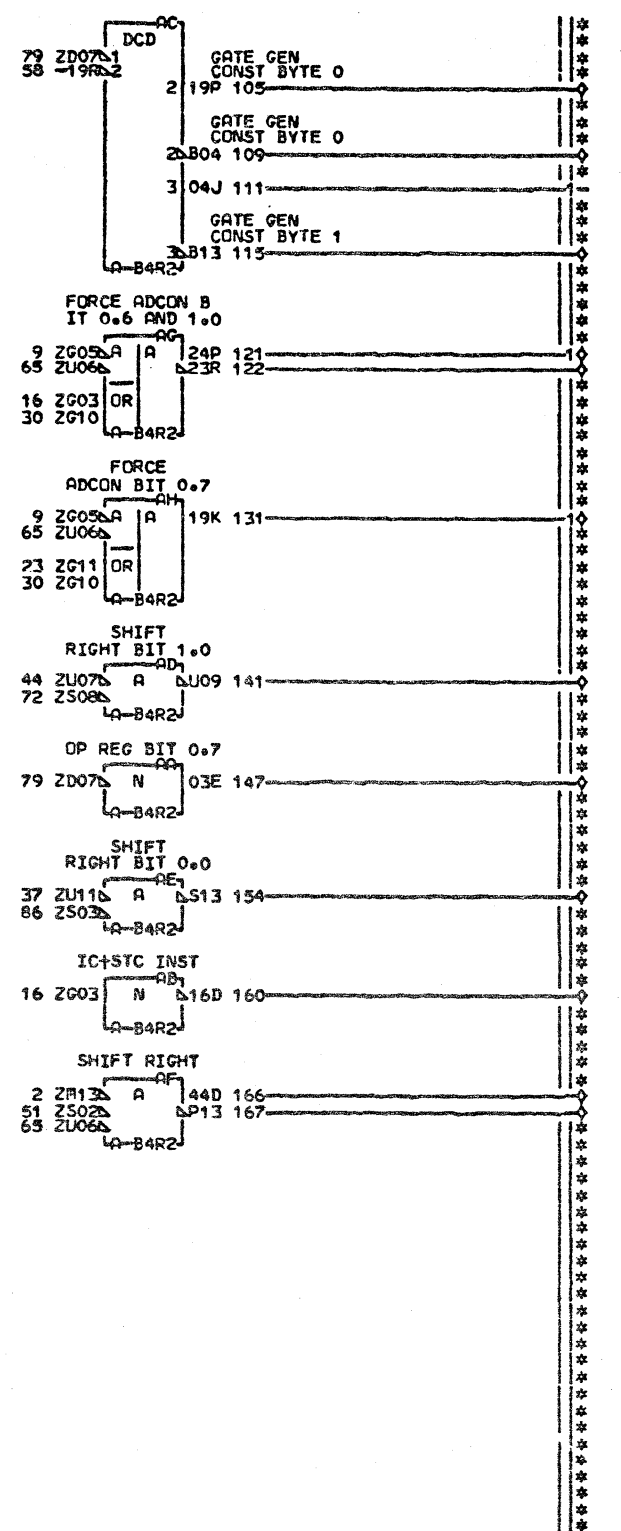 AC
DCD
79 ZD07 1 GATE GEN
58 -19R 2 CONST BYTE 0
2 19P 105
GATE GEN
CONST BYTE 0
2 B04 109
3 04J 111 1
GATE GEN
CONST BYTE 1
3 B13 115
A-B4R2
FORCE ADCON B
IT 0.6 AND 1.0
AG
9 ZG05 A A 24P 121 1
65 ZU06 23R 122
16 ZG03 OR
30 ZG10
A-B4R2
FORCE
ADCON BIT 0.7
AH
9 ZG05 A A 19K 131 1
65 ZU06
23 ZG11 OR
30 ZG10
A-B4R2
SHIFT
RIGHT BIT 1.0
AD
44 ZU07 A U09 141
72 ZS08
A-B4R2
OP REG BIT 0.7
AA
79 ZD07 N 03E 147
A-B4R2
SHIFT
RIGHT BIT 0.0
AE
37 ZU11 A S13 154
86 ZS03
A-B4R2
IC+STC INST
AB
16 ZG03 N 16D 160
A-B4R2
SHIFT RIGHT
AF
2 ZM13 A 44D 166
51 ZS02 P13 167
65 ZU06
A-B4R2